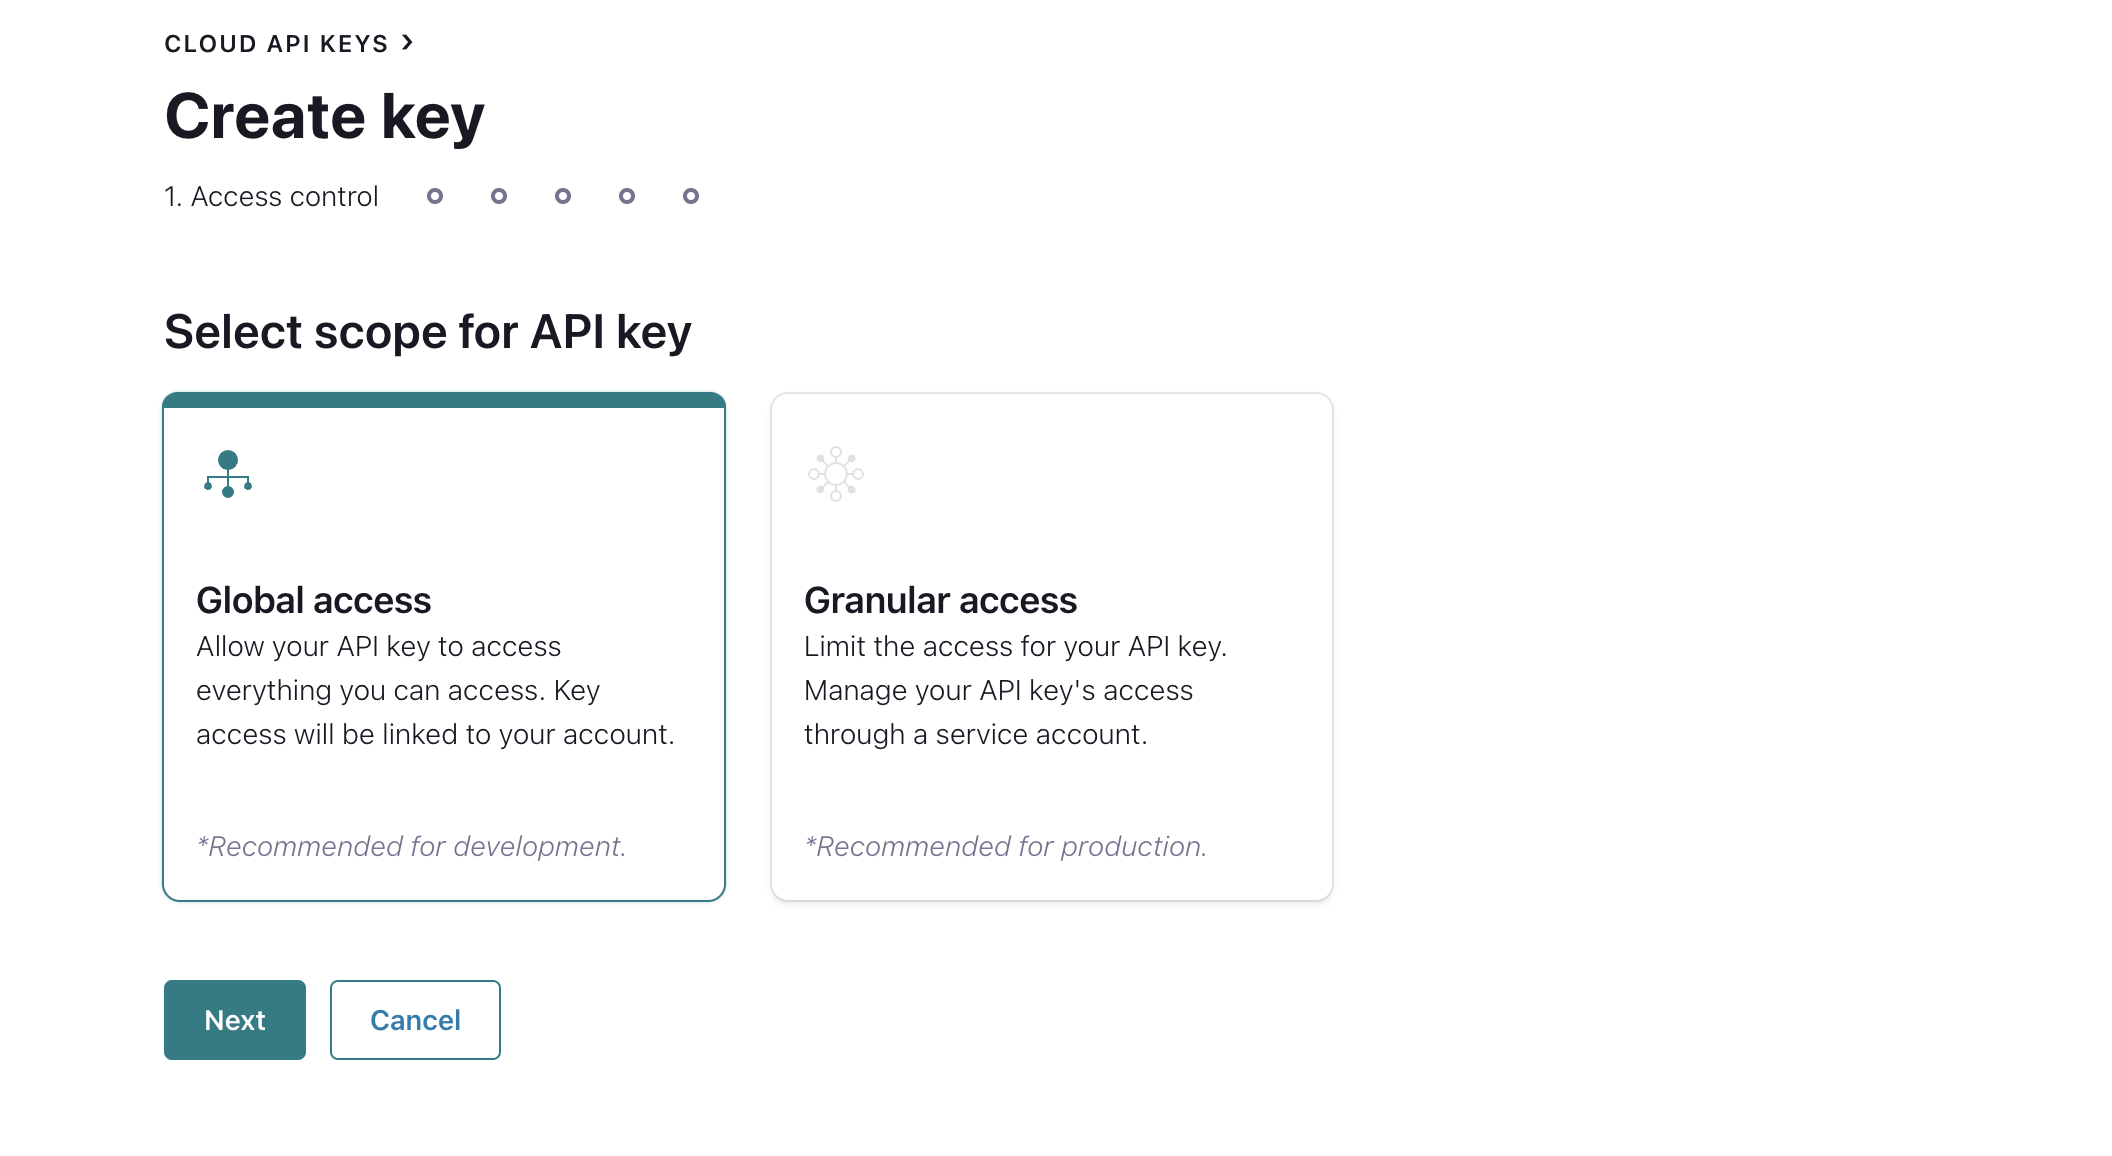 CLOUD API KEYS >
Create key
1. Access control
Select scope for API key
Global access
Allow your API key to access
everything you can access. Key
access will be linked to your account.
*Recommended for development.
Granular access
Limit the access for your API key.
Manage your API key's access
through a service account.
*Recommended for production.
Next
Cancel